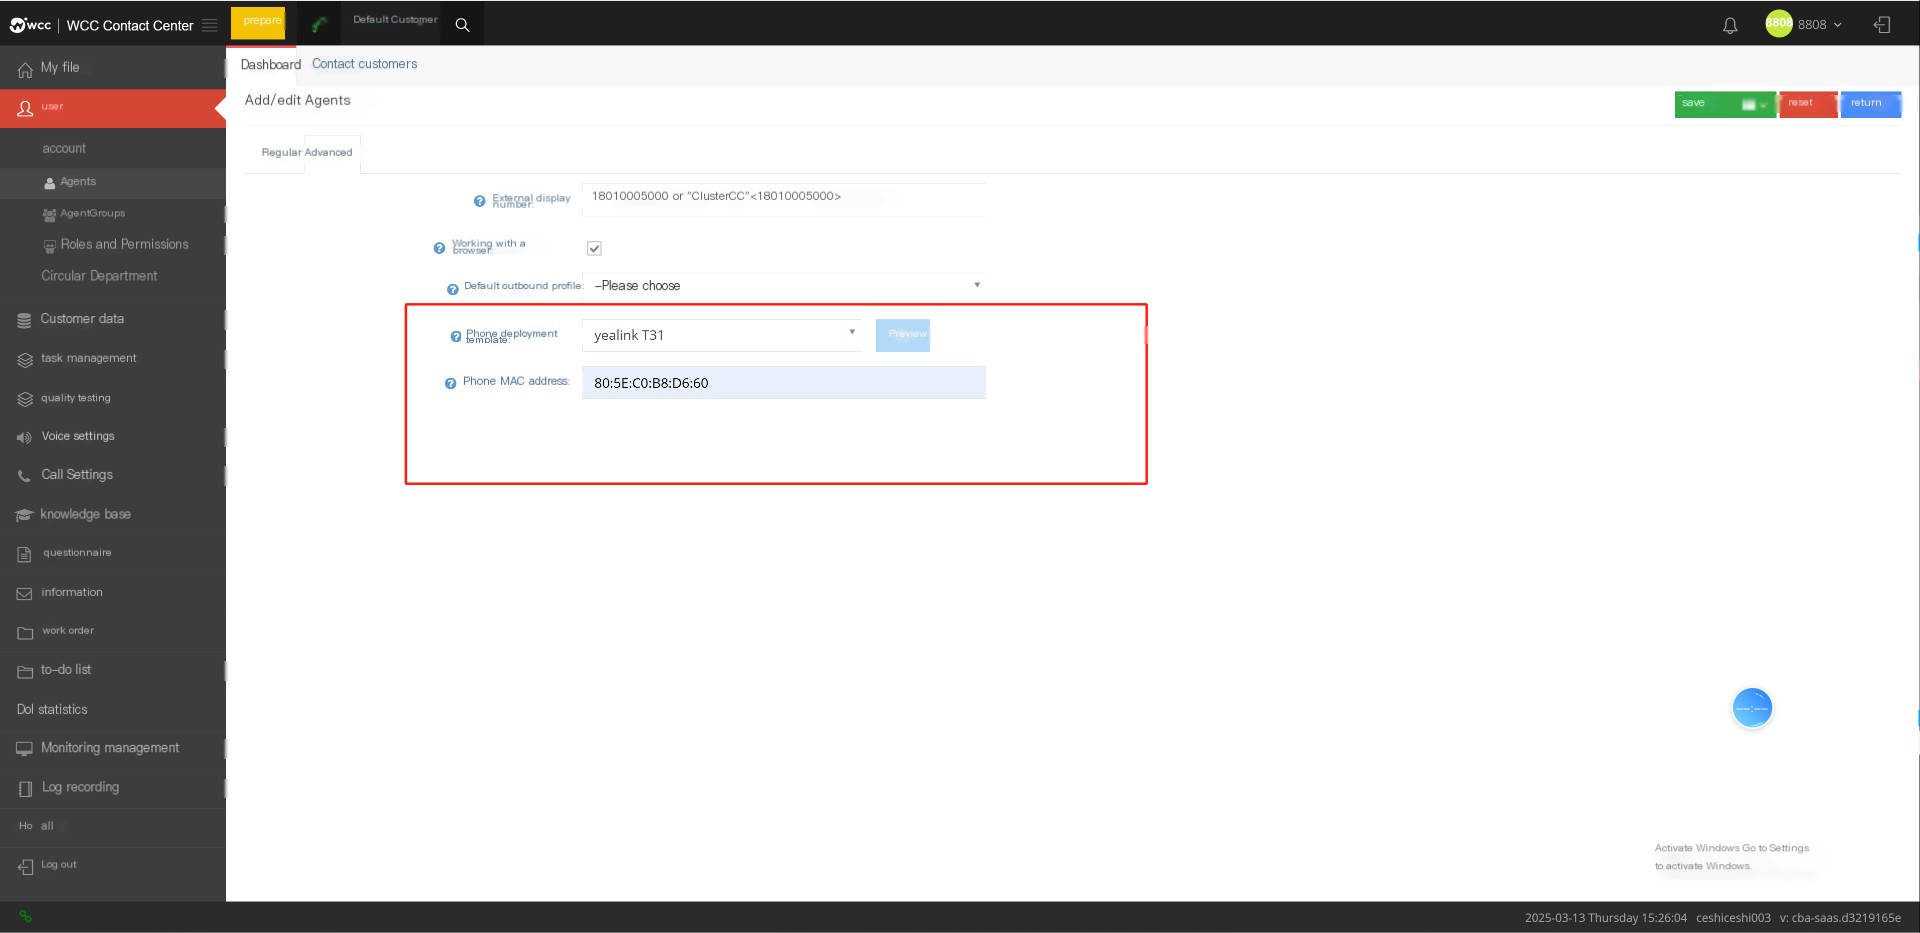 wcc | WCC Contact Center
prepare
Default Customer
8808
8808
My file
user
account
Agents
AgentGroups
Roles and Permissions
Circular Department
Customer data
task management
quality testing
Voice settings
Call Settings
knowledge base
questionnaire
information
work order
to-do list
Dol statistics
Monitoring management
Log recording
Ho all
Log out
Dashboard
Contact customers
Add/edit Agents
save
reset
return
Regular Advanced
External display
number:
18010005000 or "ClusterCC"<18010005000>
Working with a
browser:
Default outbound profile:
-Please choose
Phone deployment
template:
yealink T31
Preview
Phone MAC address:
80:5E:C0:B8:D6:60
Activate Windows Go to Settings
to activate Windows.
2025-03-13 Thursday 15:26:04 ceshiceshi003 v: cba-saas.d3219165e